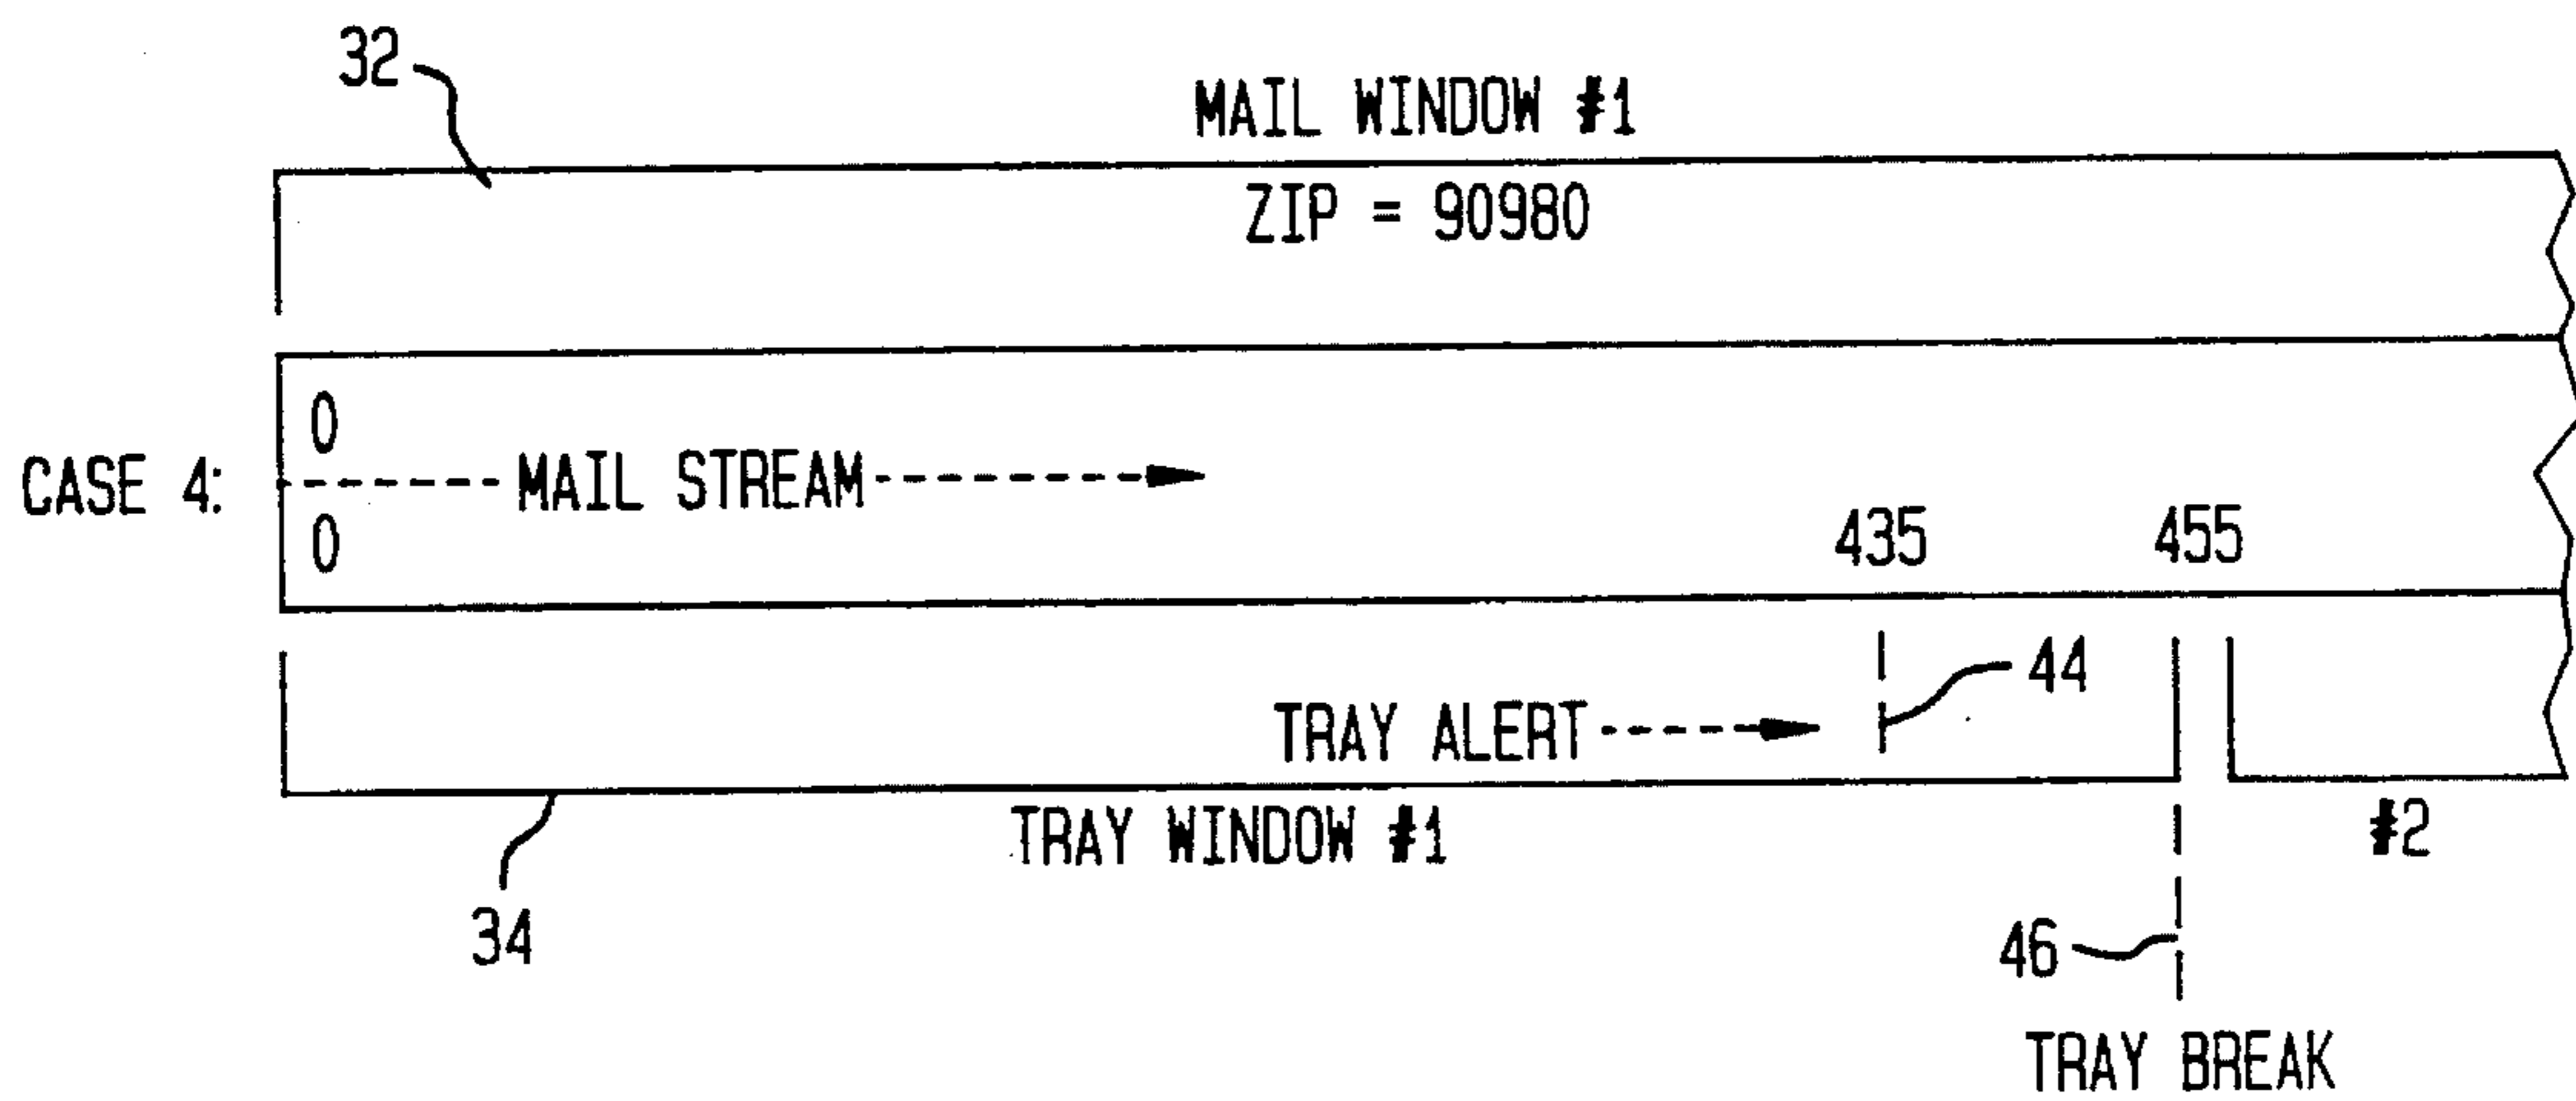 32
MAIL WINDOW #1
ZIP = 90980
0
CASE 4: MAIL STREAM
0
435 455
44
TRAY ALERT
TRAY WINDOW #1
#2
34
46
TRAY BREAK